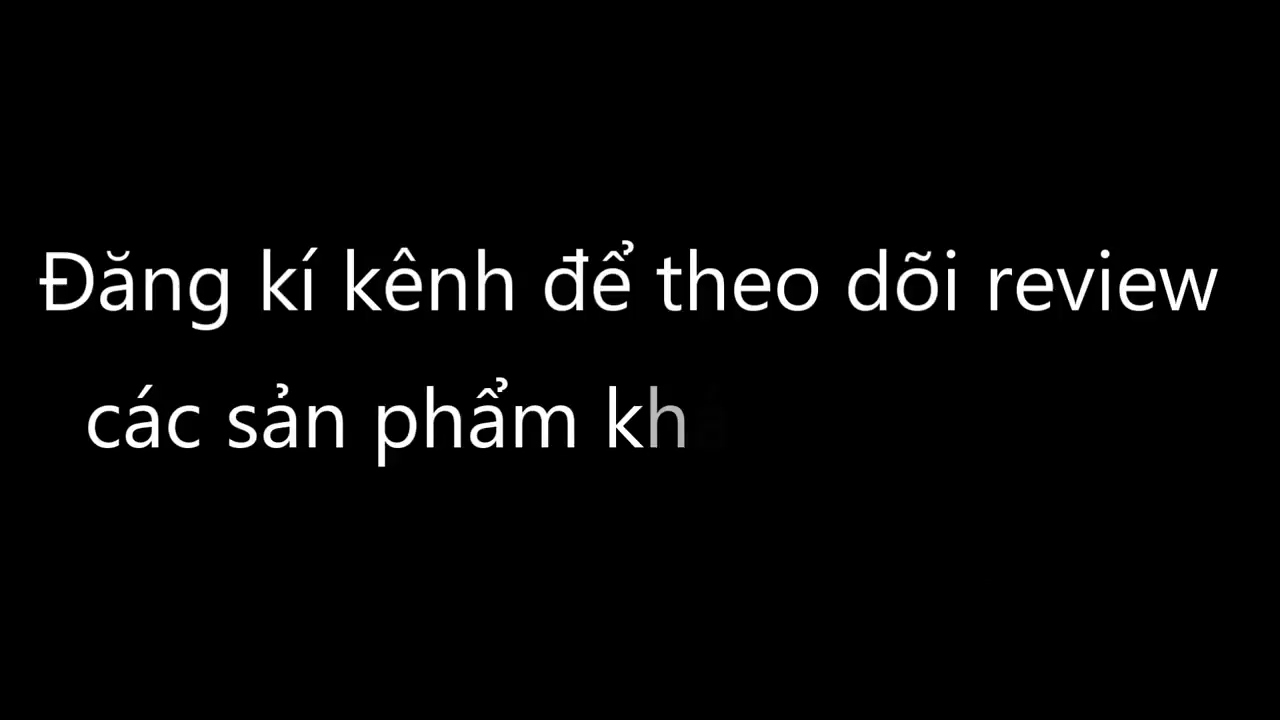 Đăng kí kênh để theo dõi review
các sản phẩm kh